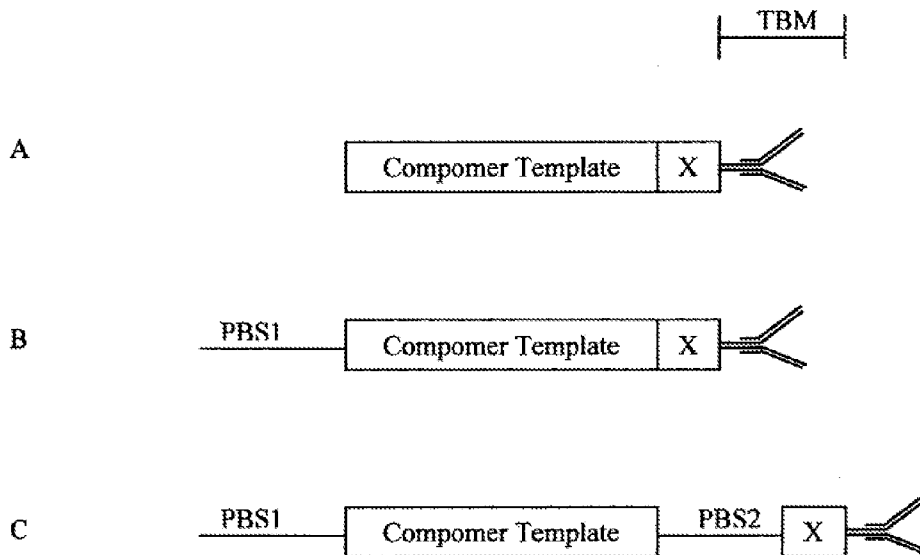 TBM
A
Compomer Template X
B
PBS1
Compomer Template X
C
PBS1
Compomer Template
PBS2
X